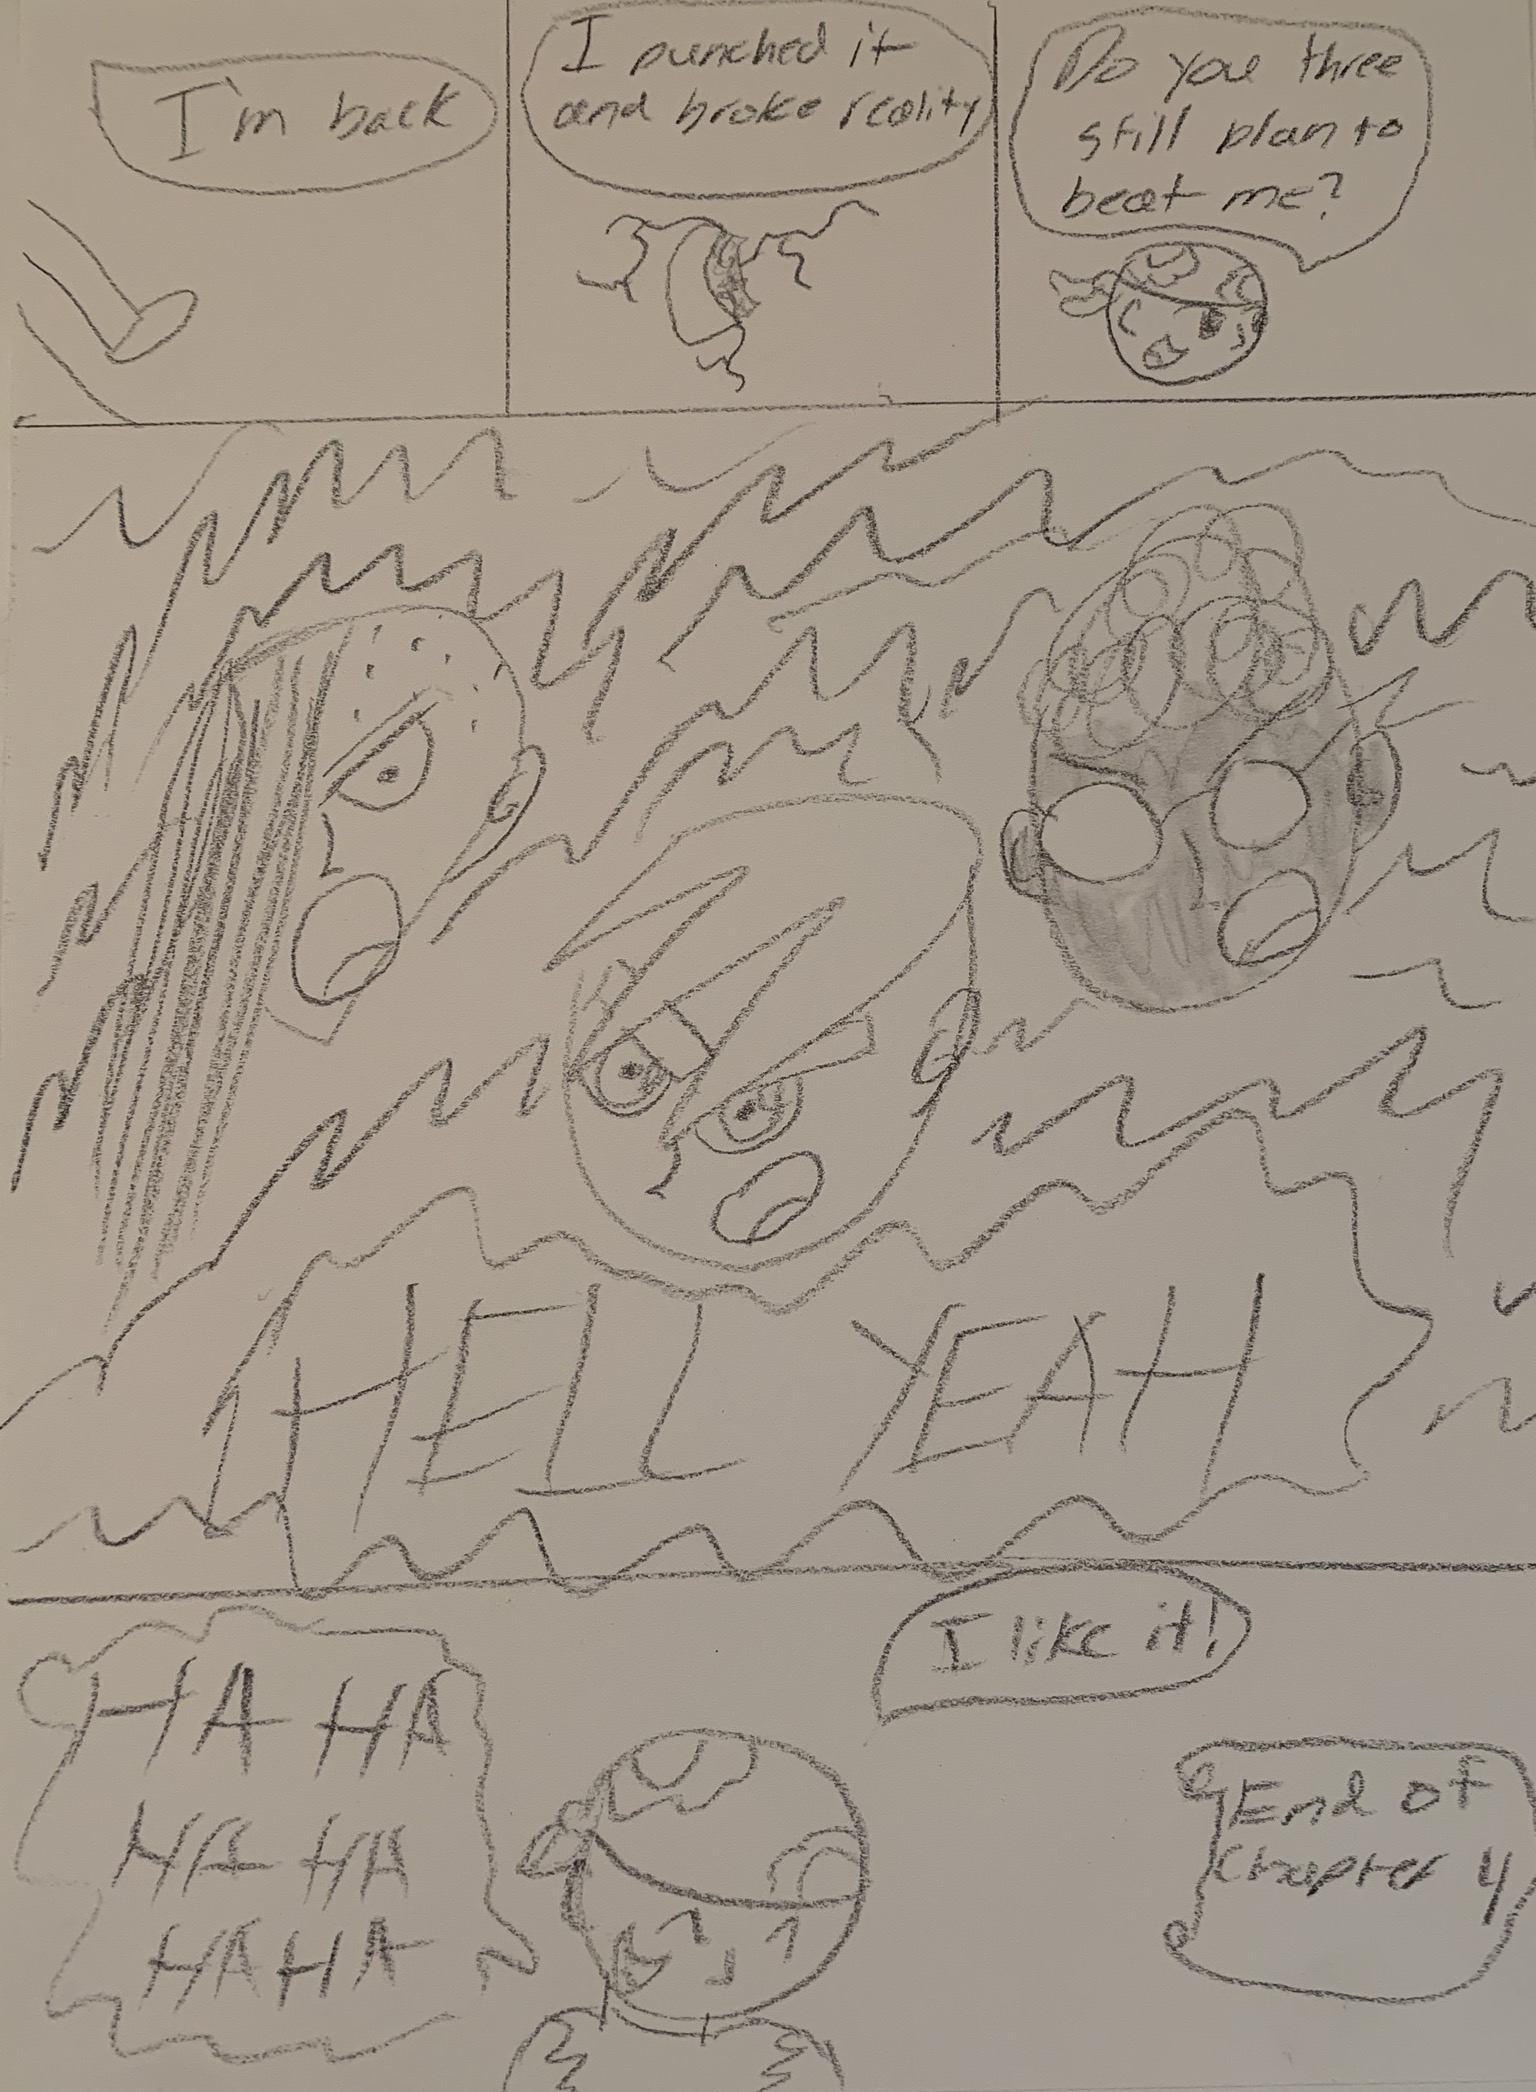 I'm back
I punched it
and broke reality
Do you three
still plan to
beat me?
HELL YEAH
HA HA
HA HA
HAHA
I like it!
End of
Chapter 4